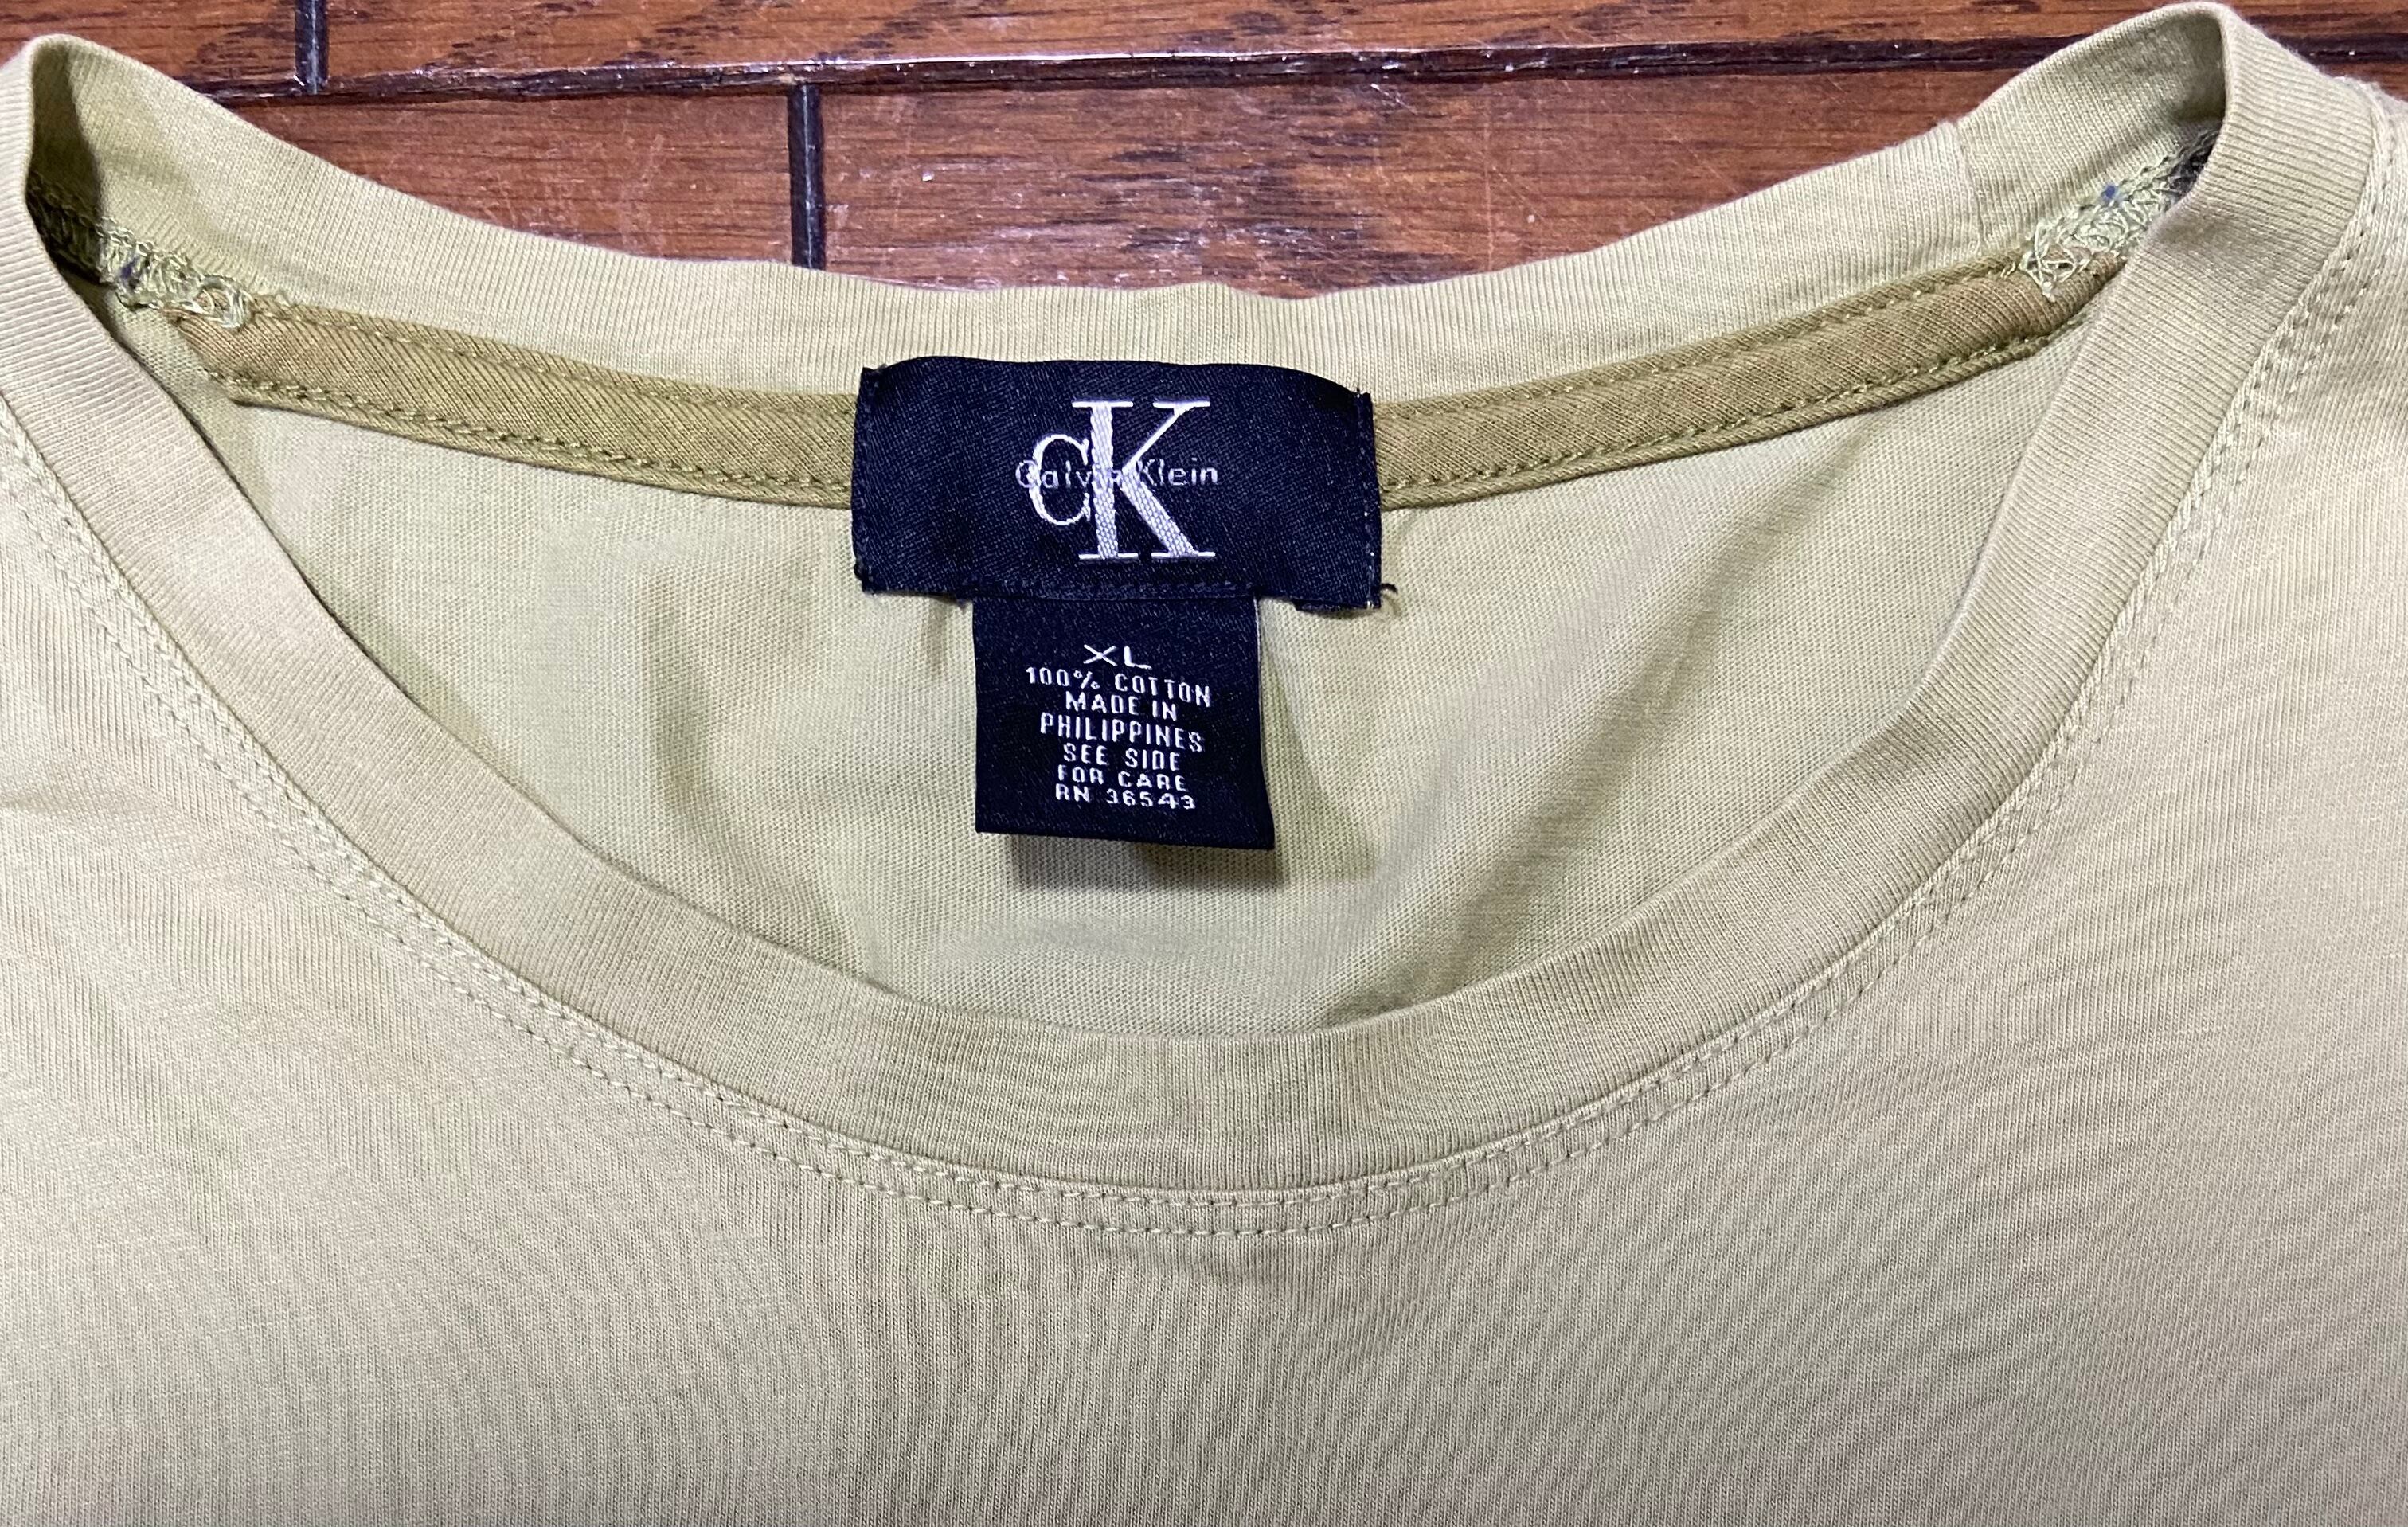 cK
Calvin Klein
XL
100% COTTON
MADE IN
PHILIPPINES
SEE SIDE
FOR CARE
RN 36543